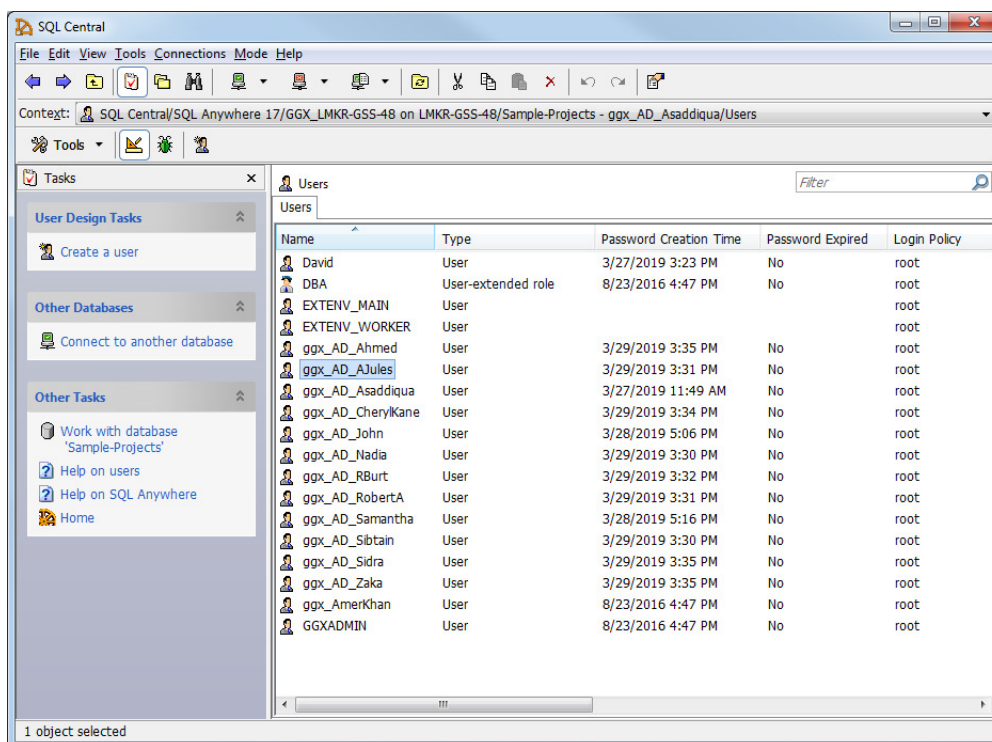 SQL Central
File Edit View Tools Connections Mode Help
Context: SQL Central/SQL Anywhere 17/GGX_LMKR-GSS-48 on LMKR-GSS-48/Sample-Projects - ggx_AD_Asaddiqua/Users
Tools
Tasks
User Design Tasks
Create a user
Other Databases
Connect to another database
Other Tasks
Work with database
'Sample-Projects'
Help on users
Help on SQL Anywhere
Home
Users
Filter
Users
Name Type Password Creation Time Password Expired Login Policy
David User 3/27/2019 3:23 PM No root
DBA User-extended role 8/23/2016 4:47 PM No root
EXTENV_MAIN User root
EXTENV_WORKER User root
ggx_AD_Ahmed User 3/29/2019 3:35 PM No root
ggx_AD_AJules User 3/29/2019 3:31 PM No root
ggx_AD_Asaddiqua User 3/27/2019 11:49 AM No root
ggx_AD_CherylKane User 3/29/2019 3:34 PM No root
ggx_AD_John User 3/28/2019 5:06 PM No root
ggx_AD_Nadia User 3/29/2019 3:30 PM No root
ggx_AD_RBurt User 3/29/2019 3:32 PM No root
ggx_AD_RobertA User 3/29/2019 3:31 PM No root
ggx_AD_Samantha User 3/28/2019 5:16 PM No root
ggx_AD_Sibtain User 3/29/2019 3:30 PM No root
ggx_AD_Sidra User 3/29/2019 3:35 PM No root
ggx_AD_Zaka User 3/29/2019 3:35 PM No root
ggx_AmerKhan User 8/23/2016 4:47 PM No root
GGXADMIN User 8/23/2016 4:47 PM No root
1 object selected